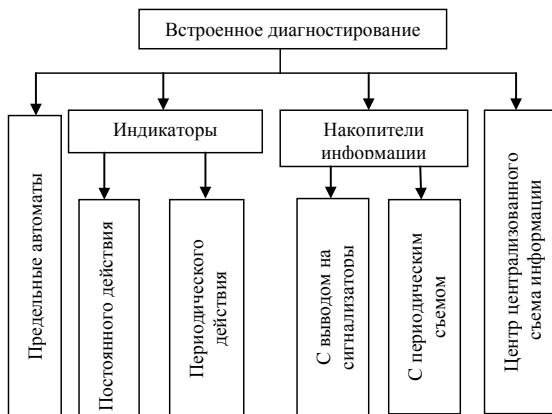 Встроенное диагностирование
Индикаторы
Накопители
информации
Предельные автоматы
Постоянного действия
Периодического
действия
С выводом на
сигнализаторы
С периодическим
съемом
Центр централизованного
съема информации